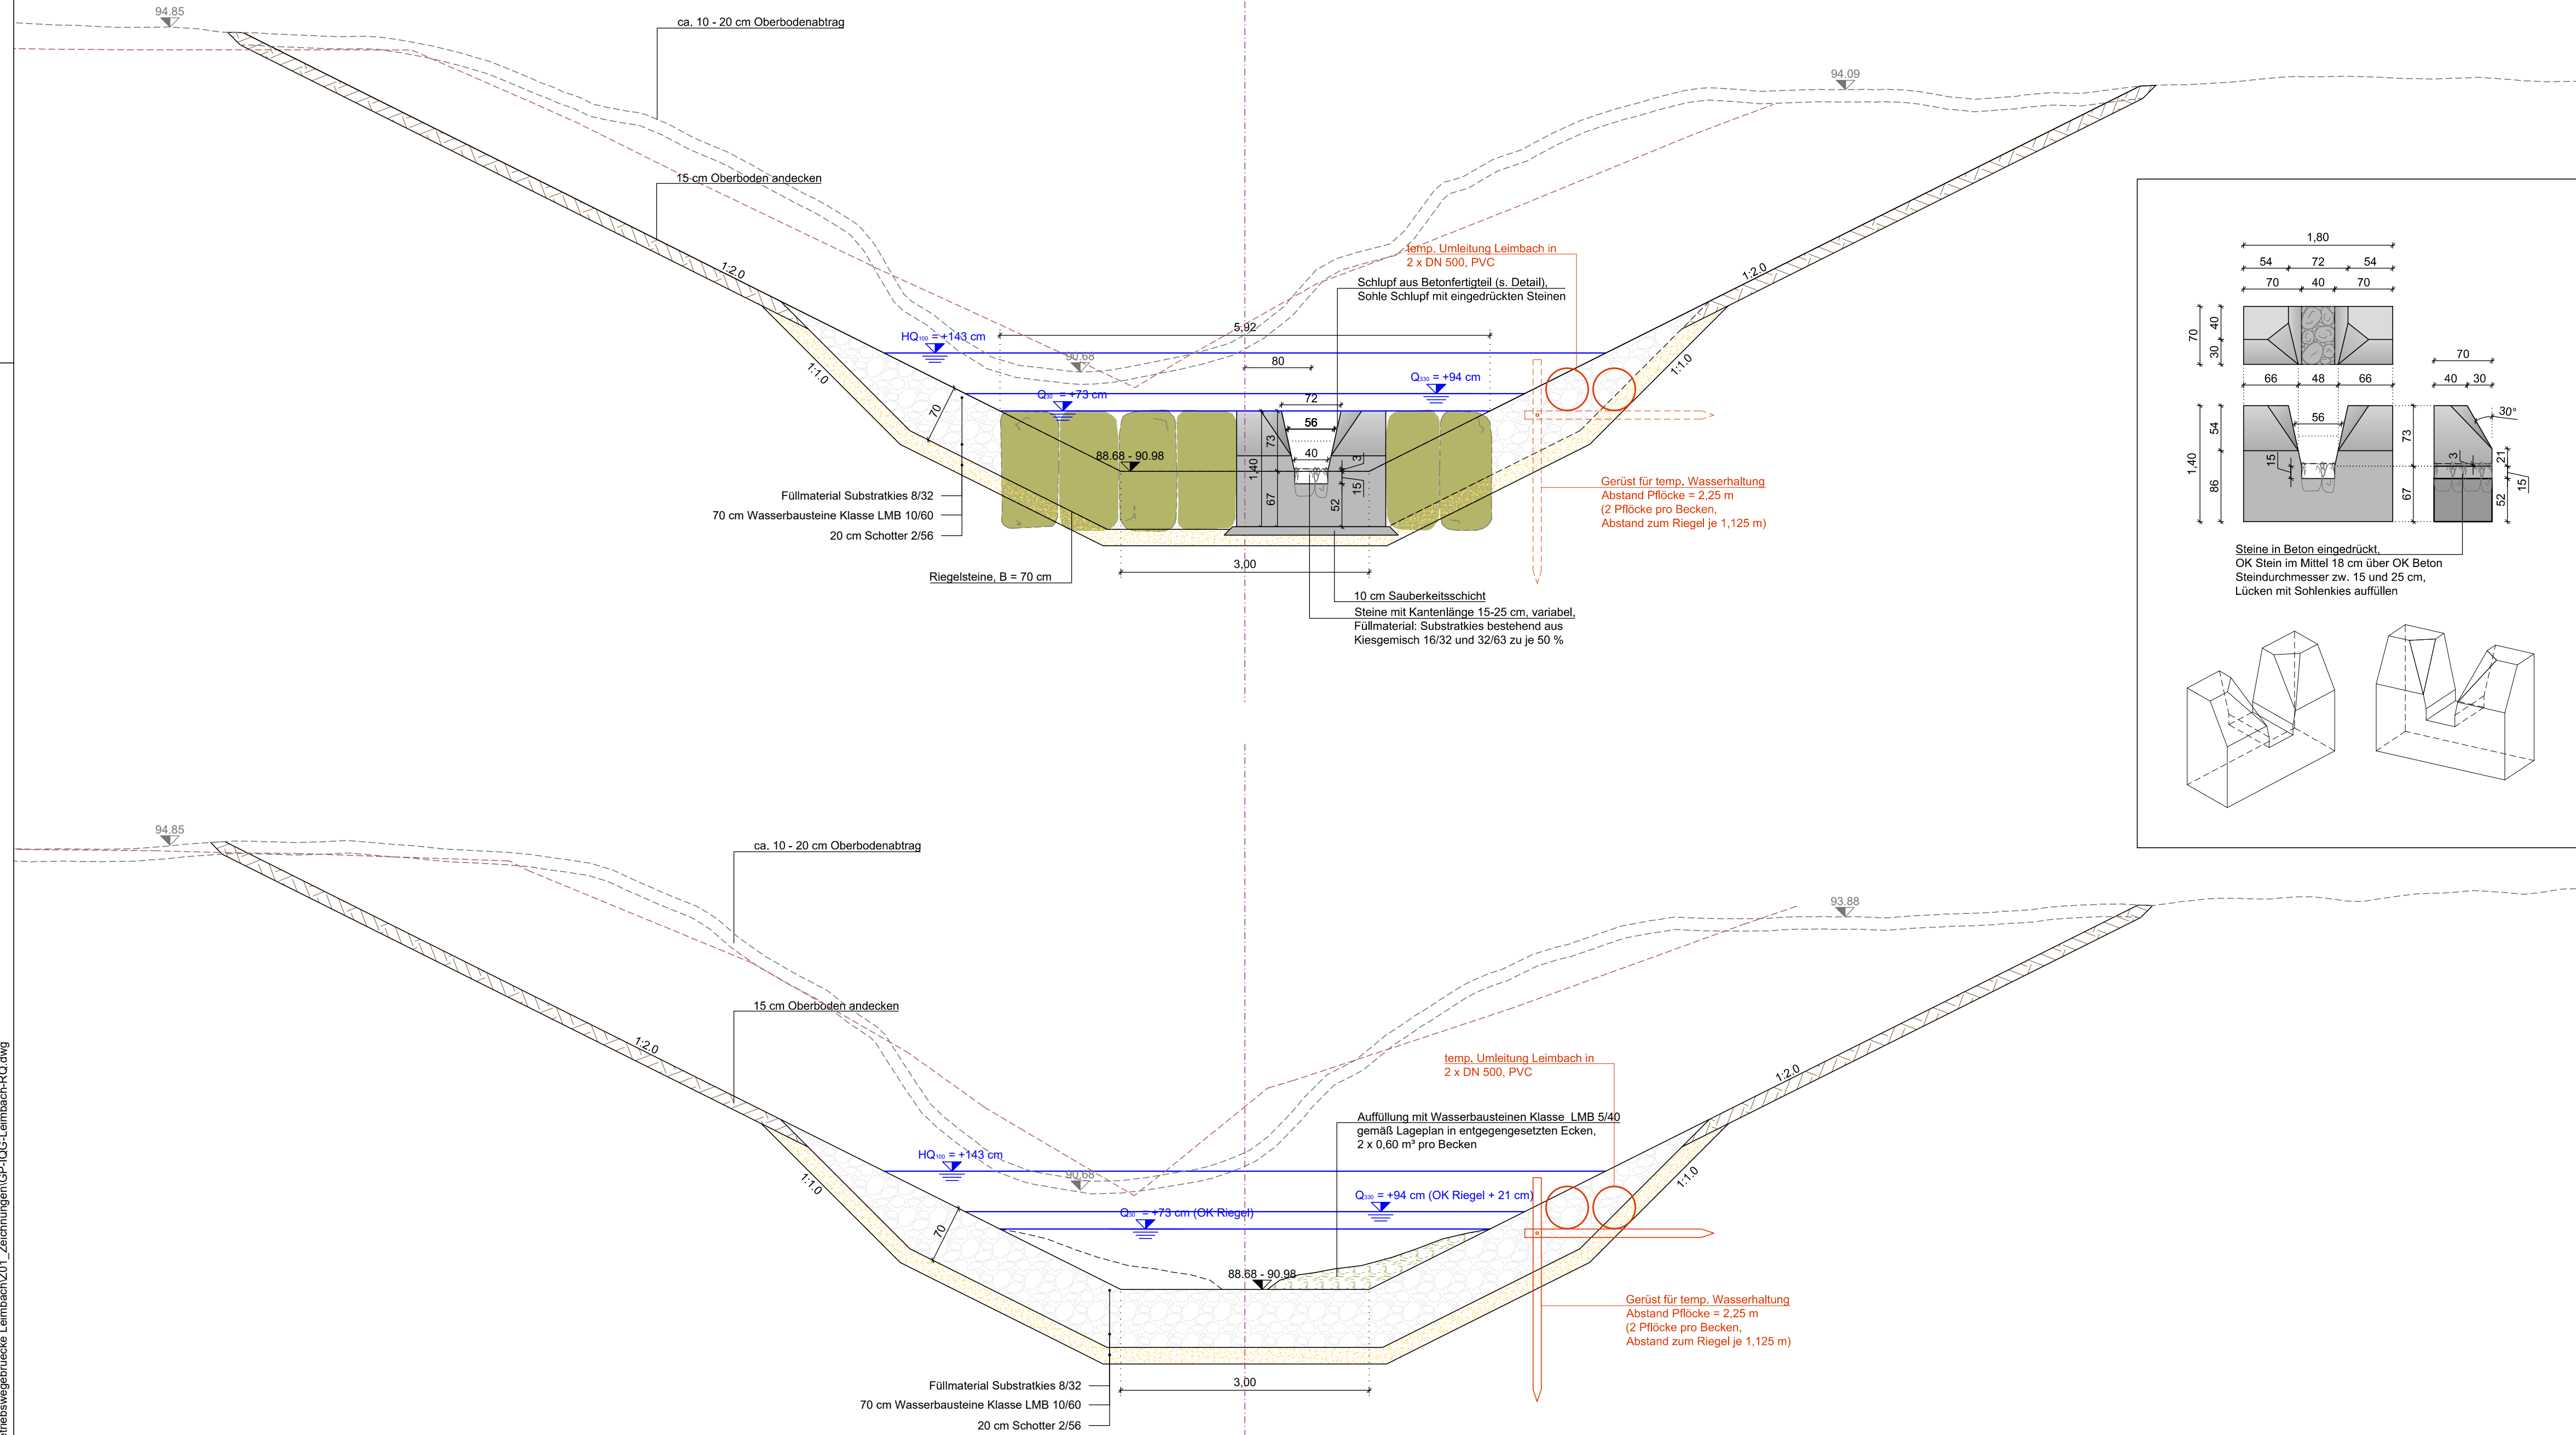 94.85
ca. 10 - 20 cm Oberbodenabtrag
15 cm Oberboden andecken
1:2.0
1:1.0
94.09
temp. Umleitung Leimbach in
2 x DN 500, PVC
Schlupf aus Betonfertigteil (s. Detail),
Sohle Schlupf mit eingedrückten Steinen
1:2.0
1:1.0
5,92
HQ100 = +143 cm
90.68
80
Q330 = +94 cm
Q30 = +73 cm
72
56
40
73
1,40
67
3
15
52
70
88.68 - 90.98
Füllmaterial Substratkies 8/32
70 cm Wasserbausteine Klasse LMB 10/60
20 cm Schotter 2/56
Riegelsteine, B = 70 cm
3,00
10 cm Sauberkeitsschicht
Steine mit Kantenlänge 15-25 cm, variabel,
Füllmaterial: Substratkies bestehend aus
Kiesgemisch 16/32 und 32/63 zu je 50 %
Gerüst für temp. Wasserhaltung
Abstand Pflöcke = 2,25 m
(2 Pflöcke pro Becken,
Abstand zum Riegel je 1,125 m)
1,80
54 72 54
70 40 70
70
40
30
66 48 66
70
40 30
56
30°
1,40
54
86
15
73
67
3
21
52
15
Steine in Beton eingedrückt,
OK Stein im Mittel 18 cm über OK Beton
Steindurchmesser zw. 15 und 25 cm,
Lücken mit Sohlenkies auffüllen
94.85
ca. 10 - 20 cm Oberbodenabtrag
15 cm Oberboden andecken
1:2.0
1:1.0
93.88
temp. Umleitung Leimbach in
2 x DN 500, PVC
1:2.0
1:1.0
Auffüllung mit Wasserbausteinen Klasse LMB 5/40
gemäß Lageplan in entgegengesetzten Ecken,
2 x 0,60 m³ pro Becken
HQ100 = +143 cm
90.68
Q330 = +94 cm (OK Riegel + 21 cm)
Q30 = +73 cm (OK Riegel)
70
88.68 - 90.98
Gerüst für temp. Wasserhaltung
Abstand Pflöcke = 2,25 m
(2 Pflöcke pro Becken,
Abstand zum Riegel je 1,125 m)
3,00
Füllmaterial Substratkies 8/32
70 cm Wasserbausteine Klasse LMB 10/60
20 cm Schotter 2/56